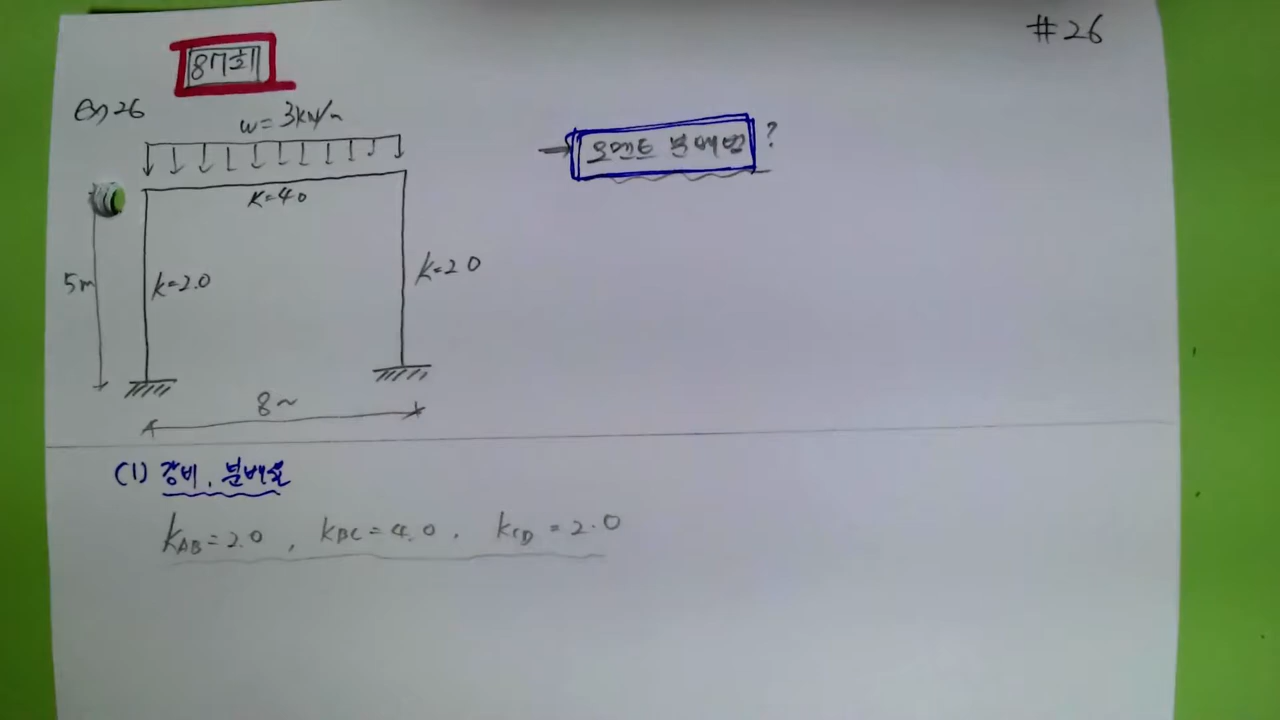 #26
87회
Ex) 26
w=3kN/m
→ 모멘트 분배법 ?
K=4.0
5m
K=2.0
K=2.0
8m
(1) 강비, 분배율
KAB=2.0, KBC=4.0, KCD=2.0